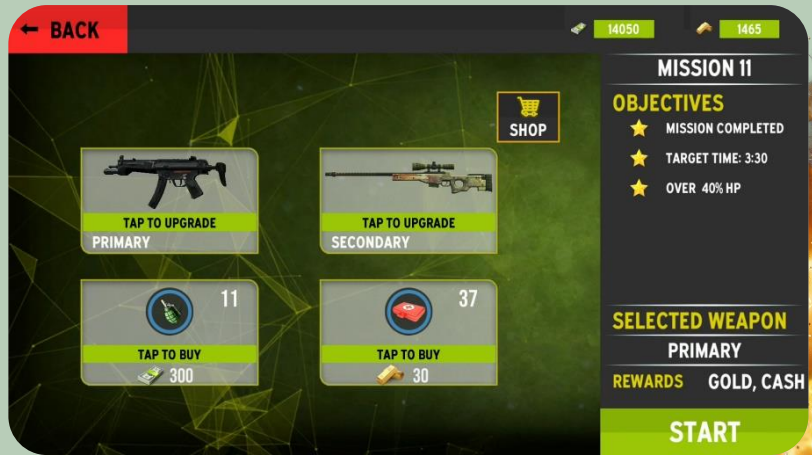 BACK
14050
1465
SHOP
TAP TO UPGRADE
PRIMARY
TAP TO UPGRADE
SECONDARY
11
TAP TO BUY
300
37
TAP TO BUY
30
MISSION 11
OBJECTIVES
MISSION COMPLETED
TARGET TIME: 3:30
OVER 40% HP
SELECTED WEAPON
PRIMARY
REWARDS GOLD, CASH
START